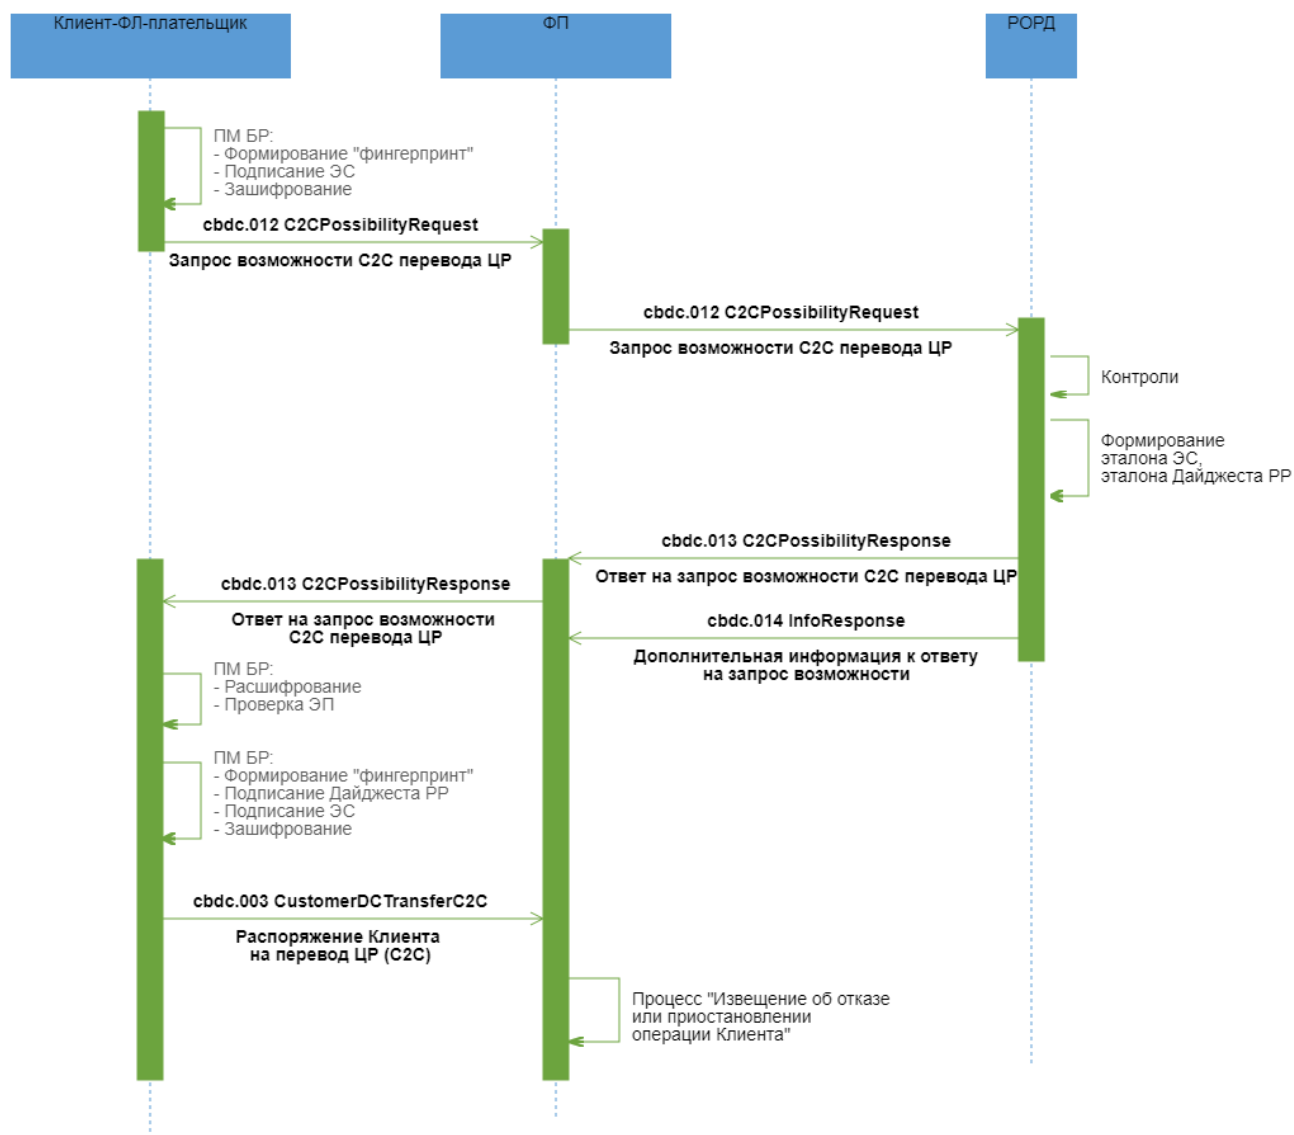 Клиент-ФЛ-плательщик
ФП
РОРД
ПМ БР:
- Формирование "фингерпринт"
- Подписание ЭС
- Зашифрование
cbdc.012 C2CPossibilityRequest
Запрос возможности С2С перевода ЦР
cbdc.012 C2CPossibilityRequest
Запрос возможности С2С перевода ЦР
Контроли
Формирование
эталона ЭС,
эталона Дайджеста РР
cbdc.013 C2CPossibilityResponse
Ответ на запрос возможности С2С перевода ЦР
cbdc.013 C2CPossibilityResponse
Ответ на запрос возможности
С2С перевода ЦР
cbdc.014 InfoResponse
Дополнительная информация к ответу
на запрос возможности
ПМ БР:
- Расшифрование
- Проверка ЭП
ПМ БР:
- Формирование "фингерпринт"
- Подписание Дайджеста РР
- Подписание ЭС
- Зашифрование
cbdc.003 CustomerDCTransferC2C
Распоряжение Клиента
на перевод ЦР (С2С)
Процесс "Извещение об отказе
или приостановлении
операции Клиента"